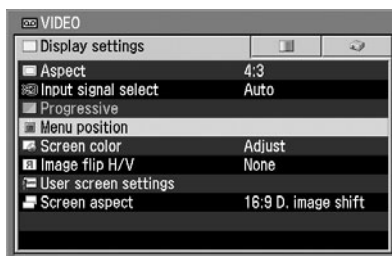 VIDEO
Display settings
Aspect 4:3
Input signal select Auto
Progressive
Menu position
Screen color Adjust
Image flip H/V None
User screen settings
Screen aspect 16:9 D. image shift